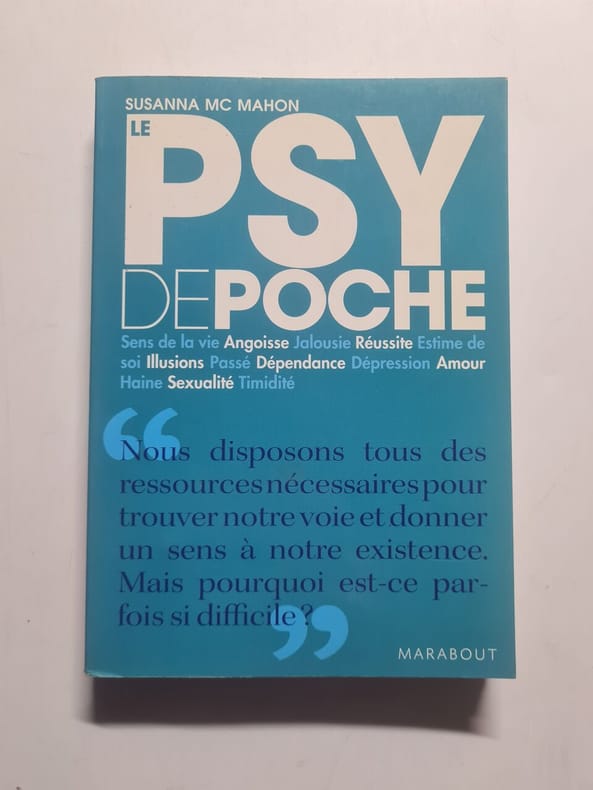 SUSANNA MC MAHON
LE
PSY
DE POCHE
Sens de la vie Angoisse Jalousie Réussite Estime de
soi Illusions Passé Dépendance Dépression Amour
Haine Sexualité Timidité
“Nous disposons tous des
ressources nécessaires pour
trouver notre voie et donner
un sens à notre existence.
Mais pourquoi est-ce par-
fois si difficile ?”
MARABOUT